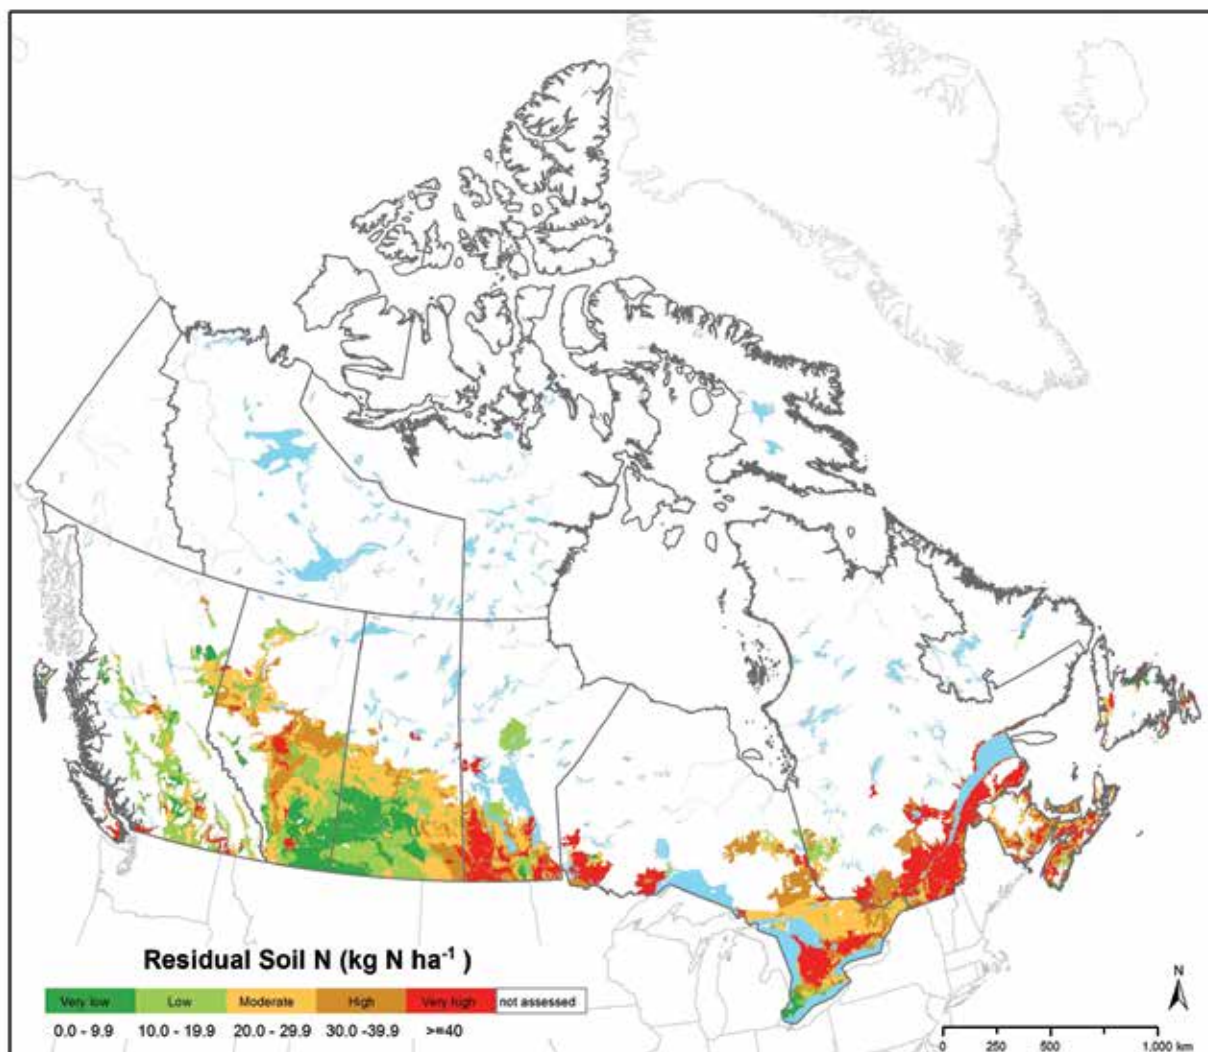 Residual Soil N (kg N ha⁻¹ )
Very low Low Moderate High Very high not assessed
0.0 - 9.9 10.0 - 19.9 20.0 - 29.9 30.0 -39.9 >=40
N
0 250 500 1,000 km